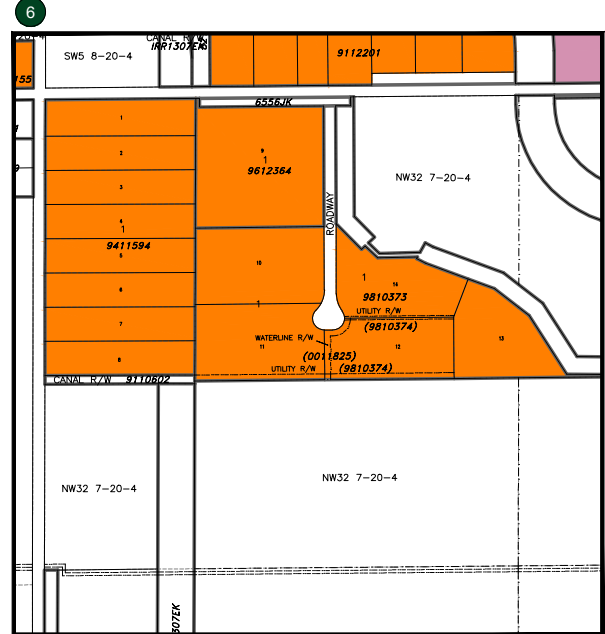 6
CANAL R/W
IRR1307EK
SW5 8-20-4
9112201
155
6556JK
1
2
3
4
1
9411594
5
6
7
8
9
1
9612364
ROADWAY
NW32 7-20-4
9
10
1
11
1
14
9810373
UTILITY R/W
(9810374)
WATERLINE R/W
(0011825)
12
13
UTILITY R/W
(9810374)
CANAL R/W 9110602
NW32 7-20-4
NW32 7-20-4
307EK